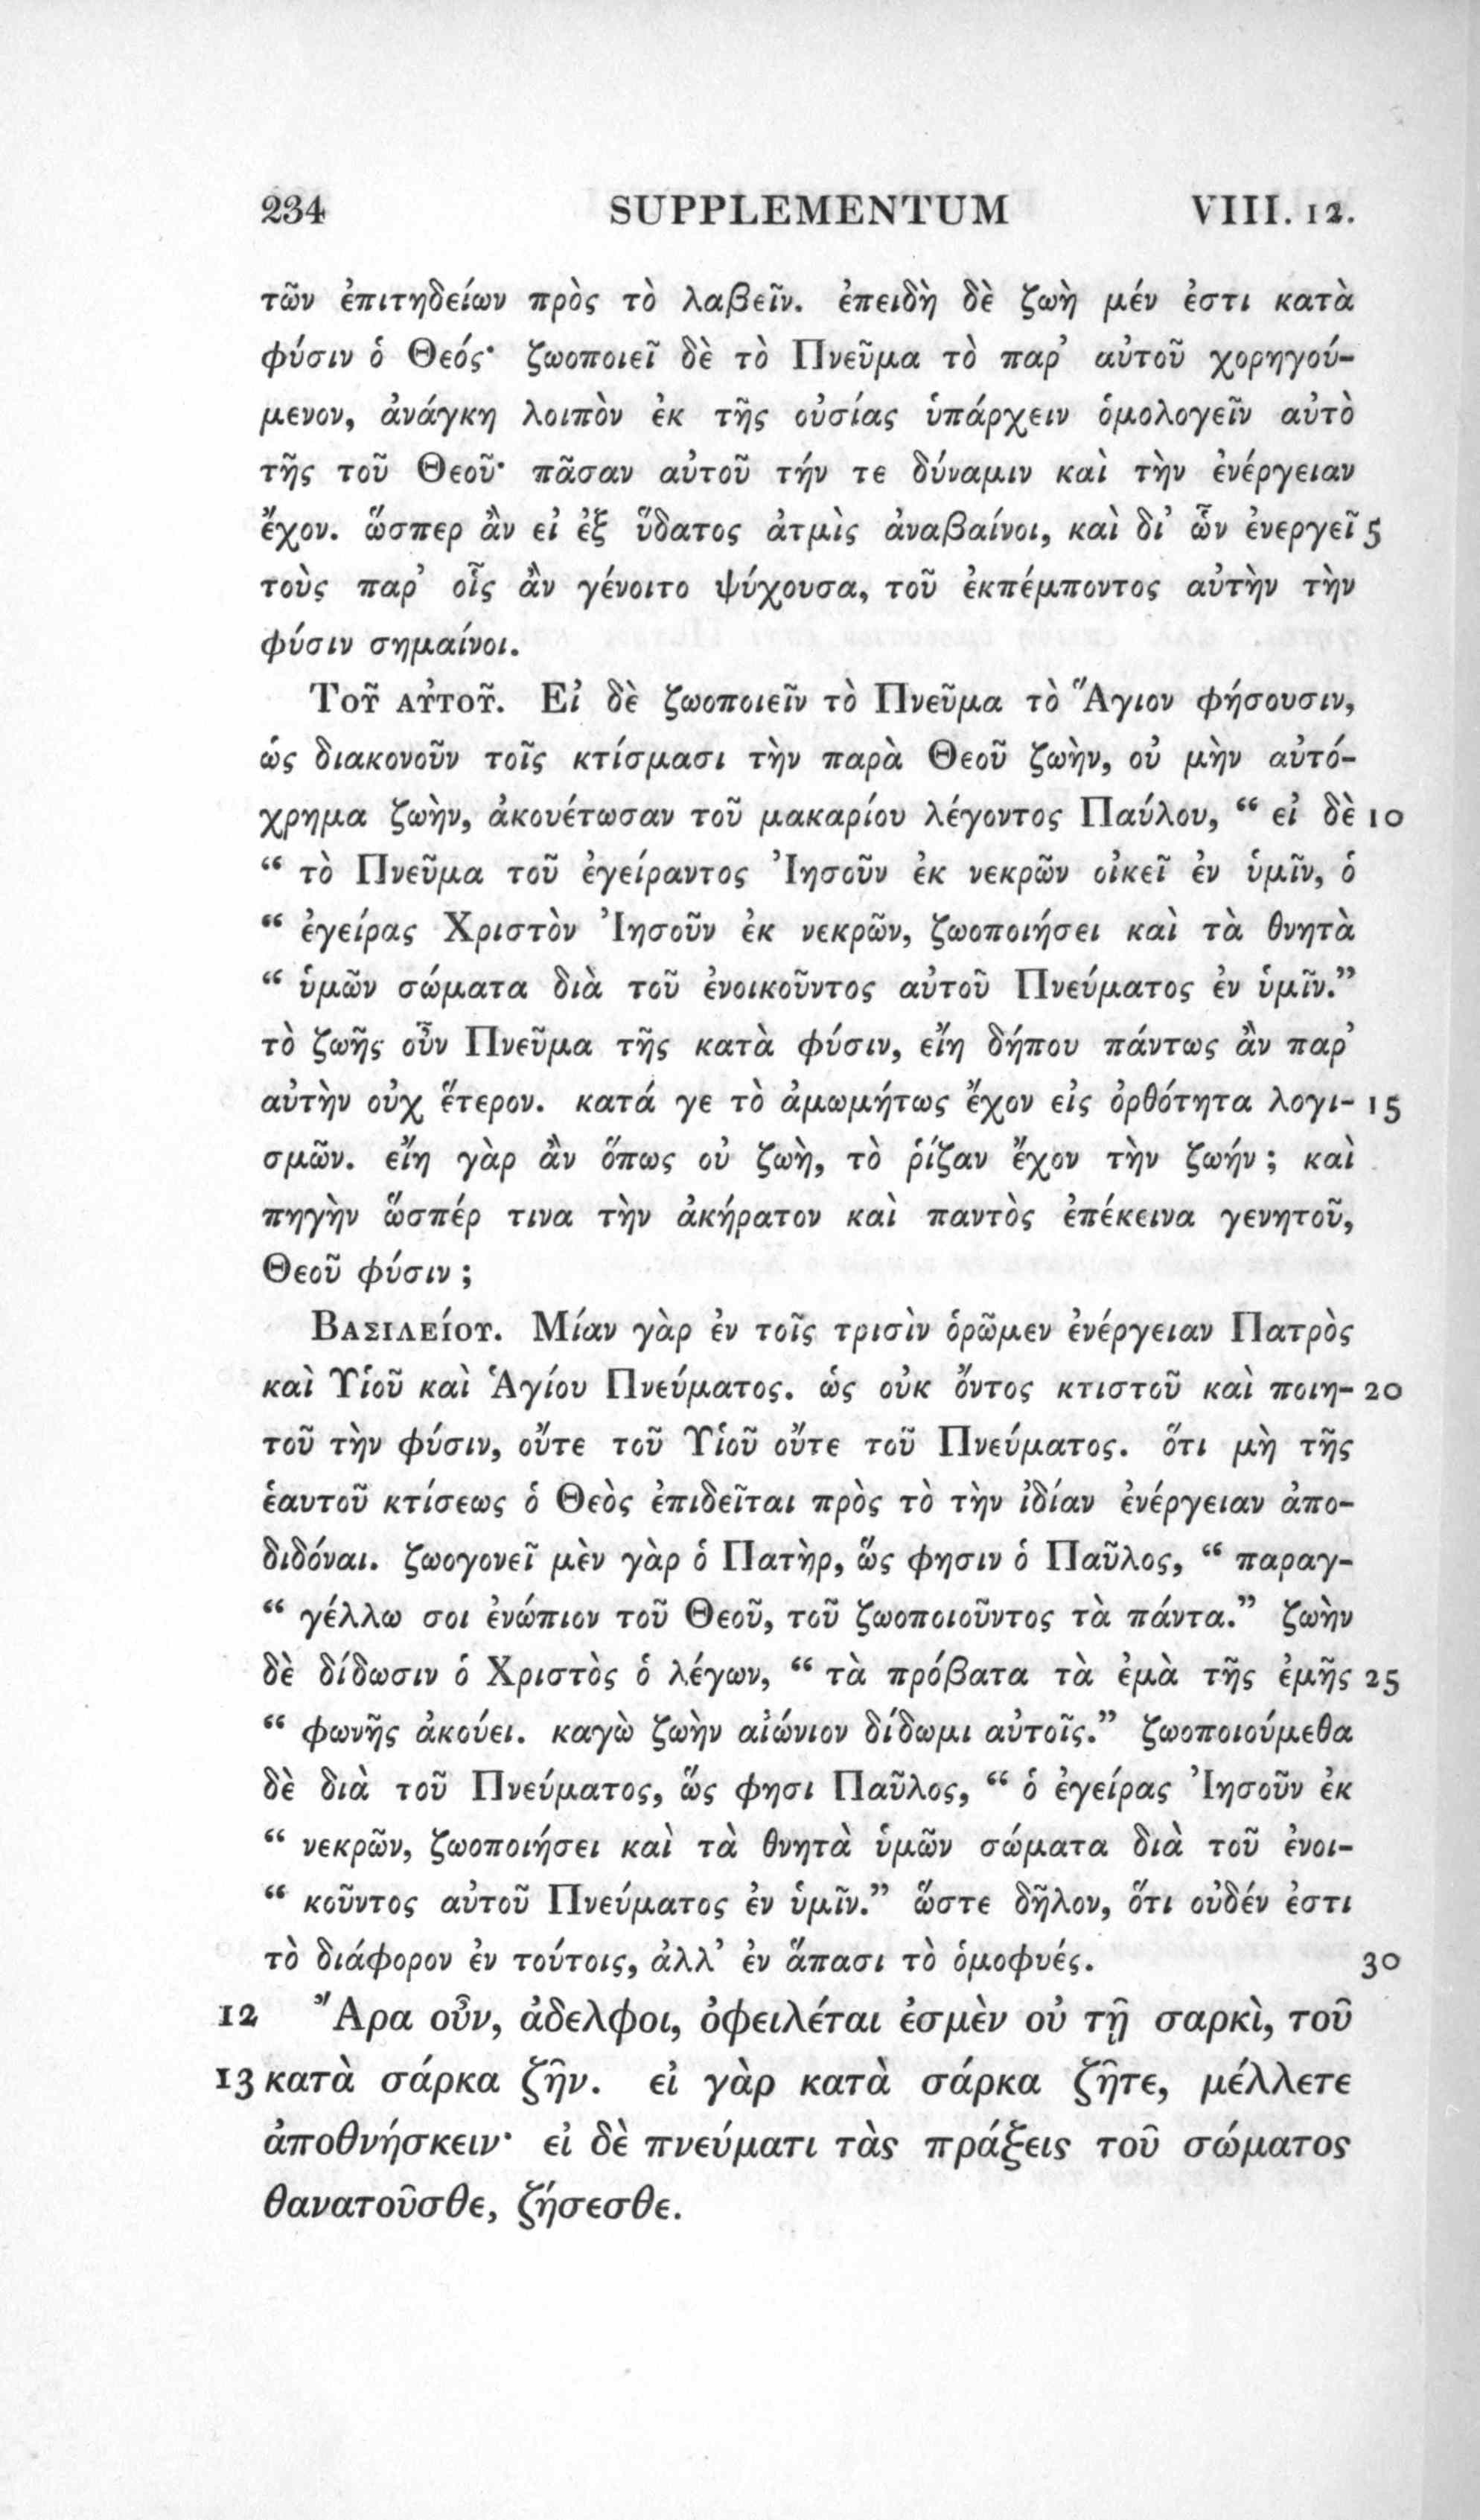 234 SUPPLEMENTUM VIII. 12.
τῶν ἐπιτηδείων πρὸς τὸ λαβεῖν. ἐπειδὴ δὲ ζωὴ μέν ἐστι κατὰ
φύσιν ὁ Θεός· ζωοποιεῖ δὲ τὸ Πνεῦμα τὸ παρ’ αὐτοῦ χορηγού-
μενον, ἀνάγκη λοιπὸν ἐκ τῆς οὐσίας ὑπάρχειν ὁμολογεῖν αὐτὸ
τῆς τοῦ Θεοῦ· πᾶσαν αὐτοῦ τήν τε δύναμιν καὶ τὴν ἐνέργειαν
ἔχον. ὥσπερ ἂν εἰ ἐξ ὕδατος ἀτμὶς ἀναβαίνοι, καὶ δι’ ὧν ἐνεργεῖ 5
τοὺς παρ’ οἷς ἂν γένοιτο ψύχουσα, τοῦ ἐκπέμποντος αὐτὴν τὴν
φύσιν σημαίνοι.
Τοῦ αὐτοῦ. Εἰ δὲ ζωοποιεῖν τὸ Πνεῦμα τὸ Ἅγιον φήσουσιν,
ὡς διακονοῦν τοῖς κτίσμασι τὴν παρὰ Θεοῦ ζωὴν, οὐ μὴν αὐτό-
χρημα ζωὴν, ἀκουέτωσαν τοῦ μακαρίου λέγοντος Παύλου, “ εἰ δὲ 10
“ τὸ Πνεῦμα τοῦ ἐγείραντος Ἰησοῦν ἐκ νεκρῶν οἰκεῖ ἐν ὑμῖν, ὁ
“ ἐγείρας Χριστὸν Ἰησοῦν ἐκ νεκρῶν, ζωοποιήσει καὶ τὰ θνητὰ
“ ὑμῶν σώματα διὰ τοῦ ἐνοικοῦντος αὐτοῦ Πνεύματος ἐν ὑμῖν.”
τὸ ζωῆς οὖν Πνεῦμα τῆς κατὰ φύσιν, εἴη δήπου πάντως ἂν παρ’
αὐτὴν οὐχ ἕτερον. κατά γε τὸ ἀμωμήτως ἔχον εἰς ὀρθότητα λογι- 15
σμῶν. εἴη γὰρ ἂν ὅπως οὐ ζωὴ, τὸ ῥίζαν ἔχον τὴν ζωήν ; καὶ
πηγὴν ὥσπέρ τινα τὴν ἀκήρατον καὶ παντὸς ἐπέκεινα γενητοῦ,
Θεοῦ φύσιν ;
Βασιλείου. Μίαν γὰρ ἐν τοῖς τρισὶν ὁρῶμεν ἐνέργειαν Πατρὸς
καὶ Υἱοῦ καὶ Ἁγίου Πνεύματος. ὡς οὐκ ὄντος κτιστοῦ καὶ ποιη- 20
τοῦ τὴν φύσιν, οὔτε τοῦ Υἱοῦ οὔτε τοῦ Πνεύματος. ὅτι μὴ τῆς
ἑαυτοῦ κτίσεως ὁ Θεὸς ἐπιδεῖται πρὸς τὸ τὴν ἰδίαν ἐνέργειαν ἀπο-
διδόναι. ζωογονεῖ μὲν γὰρ ὁ Πατὴρ, ὥς φησιν ὁ Παῦλος, “ παραγ-
“ γέλλω σοι ἐνώπιον τοῦ Θεοῦ, τοῦ ζωοποιοῦντος τὰ πάντα.” ζωὴν
δὲ δίδωσιν ὁ Χριστὸς ὁ λέγων, “ τὰ πρόβατα τὰ ἐμὰ τῆς ἐμῆς 25
“ φωνῆς ἀκούει. καγὼ ζωὴν αἰώνιον δίδωμι αὐτοῖς.” ζωοποιούμεθα
δὲ διὰ τοῦ Πνεύματος, ὥς φησι Παῦλος, “ ὁ ἐγείρας Ἰησοῦν ἐκ
“ νεκρῶν, ζωοποιήσει καὶ τὰ θνητὰ ὑμῶν σώματα διὰ τοῦ ἐνοι-
“ κοῦντος αὐτοῦ Πνεύματος ἐν ὑμῖν.” ὥστε δῆλον, ὅτι οὐδέν ἐστι
τὸ διάφορον ἐν τούτοις, ἀλλ’ ἐν ἅπασι τὸ ὁμοφυές. 30
12 Ἄρα οὖν, ἀδελφοι, ὀφειλέται ἐσμὲν οὐ τῇ σαρκὶ, τοῦ
13 κατὰ σάρκα ζῆν. εἰ γὰρ κατὰ σάρκα ζῆτε, μέλλετε
ἀποθνήσκειν· εἰ δὲ πνεύματι τὰς πράξεις τοῦ σώματος
θανατοῦσθε, ζήσεσθε.